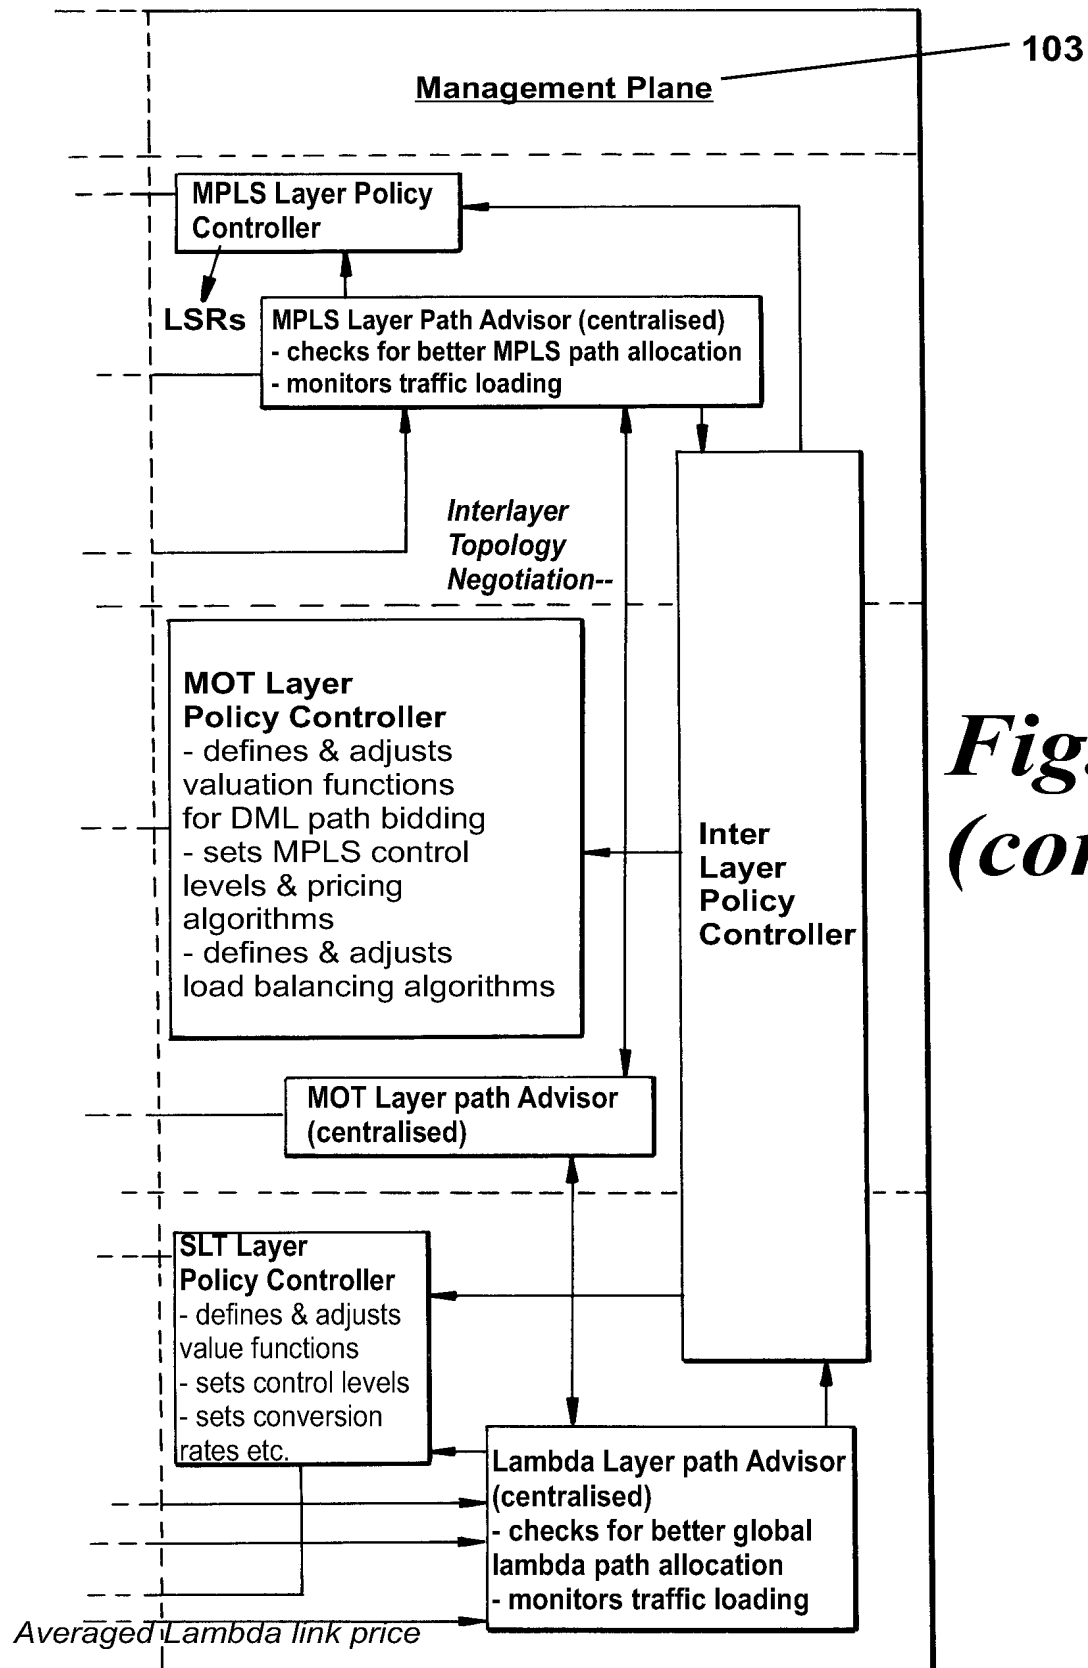 103
Management Plane
MPLS Layer Policy
Controller
LSRs
MPLS Layer Path Advisor (centralised)
- checks for better MPLS path allocation
- monitors traffic loading
Interlayer
Topology
Negotiation--
MOT Layer
Policy Controller
- defines & adjusts
valuation functions
for DML path bidding
- sets MPLS control
levels & pricing
algorithms
- defines & adjusts
load balancing algorithms
Inter
Layer
Policy
Controller
MOT Layer path Advisor
(centralised)
SLT Layer
Policy Controller
- defines & adjusts
value functions
- sets control levels
- sets conversion
rates etc.
Lambda Layer path Advisor
(centralised)
- checks for better global
lambda path allocation
- monitors traffic loading
Averaged Lambda link price